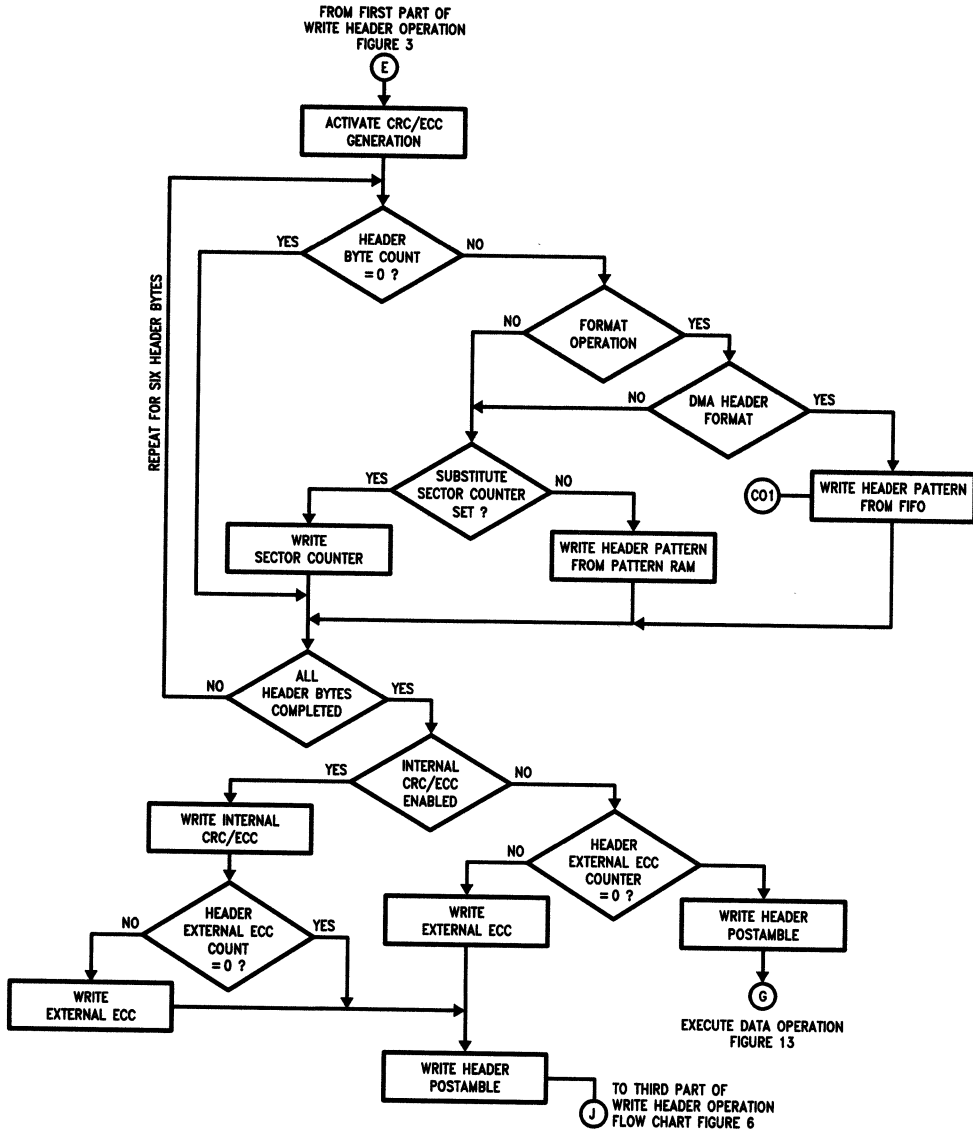 FROM FIRST PART OF
WRITE HEADER OPERATION
FIGURE 3
E
ACTIVATE CRC/ECC
GENERATION
REPEAT FOR SIX HEADER BYTES
YES
HEADER
BYTE COUNT
=0 ?
NO
NO
FORMAT
OPERATION
YES
NO
DMA HEADER
FORMAT
YES
YES
SUBSTITUTE
SECTOR COUNTER
SET ?
NO
CO1
WRITE HEADER PATTERN
FROM FIFO
WRITE
SECTOR COUNTER
WRITE HEADER PATTERN
FROM PATTERN RAM
NO
ALL
HEADER BYTES
COMPLETED
YES
YES
INTERNAL
CRC/ECC
ENABLED
NO
WRITE INTERNAL
CRC/ECC
NO
HEADER
EXTERNAL ECC
COUNTER
=0 ?
NO
HEADER
EXTERNAL ECC
COUNT
=0 ?
YES
WRITE
EXTERNAL ECC
WRITE HEADER
POSTAMBLE
WRITE
EXTERNAL ECC
G
EXECUTE DATA OPERATION
FIGURE 13
WRITE HEADER
POSTAMBLE
J
TO THIRD PART OF
WRITE HEADER OPERATION
FLOW CHART FIGURE 6